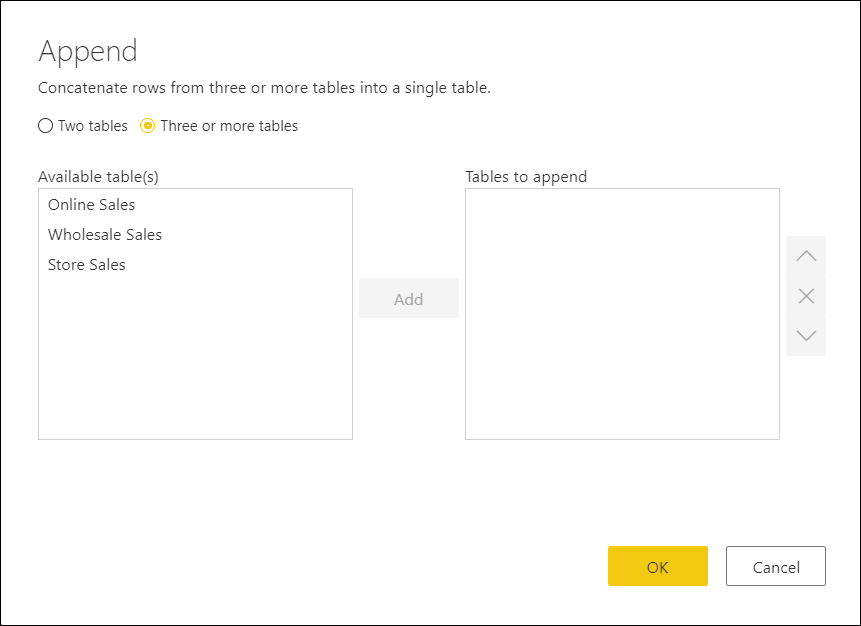 Append
Concatenate rows from three or more tables into a single table.
Two tables Three or more tables
Available table(s)
Online Sales
Wholesale Sales
Store Sales
Add
Tables to append
OK Cancel